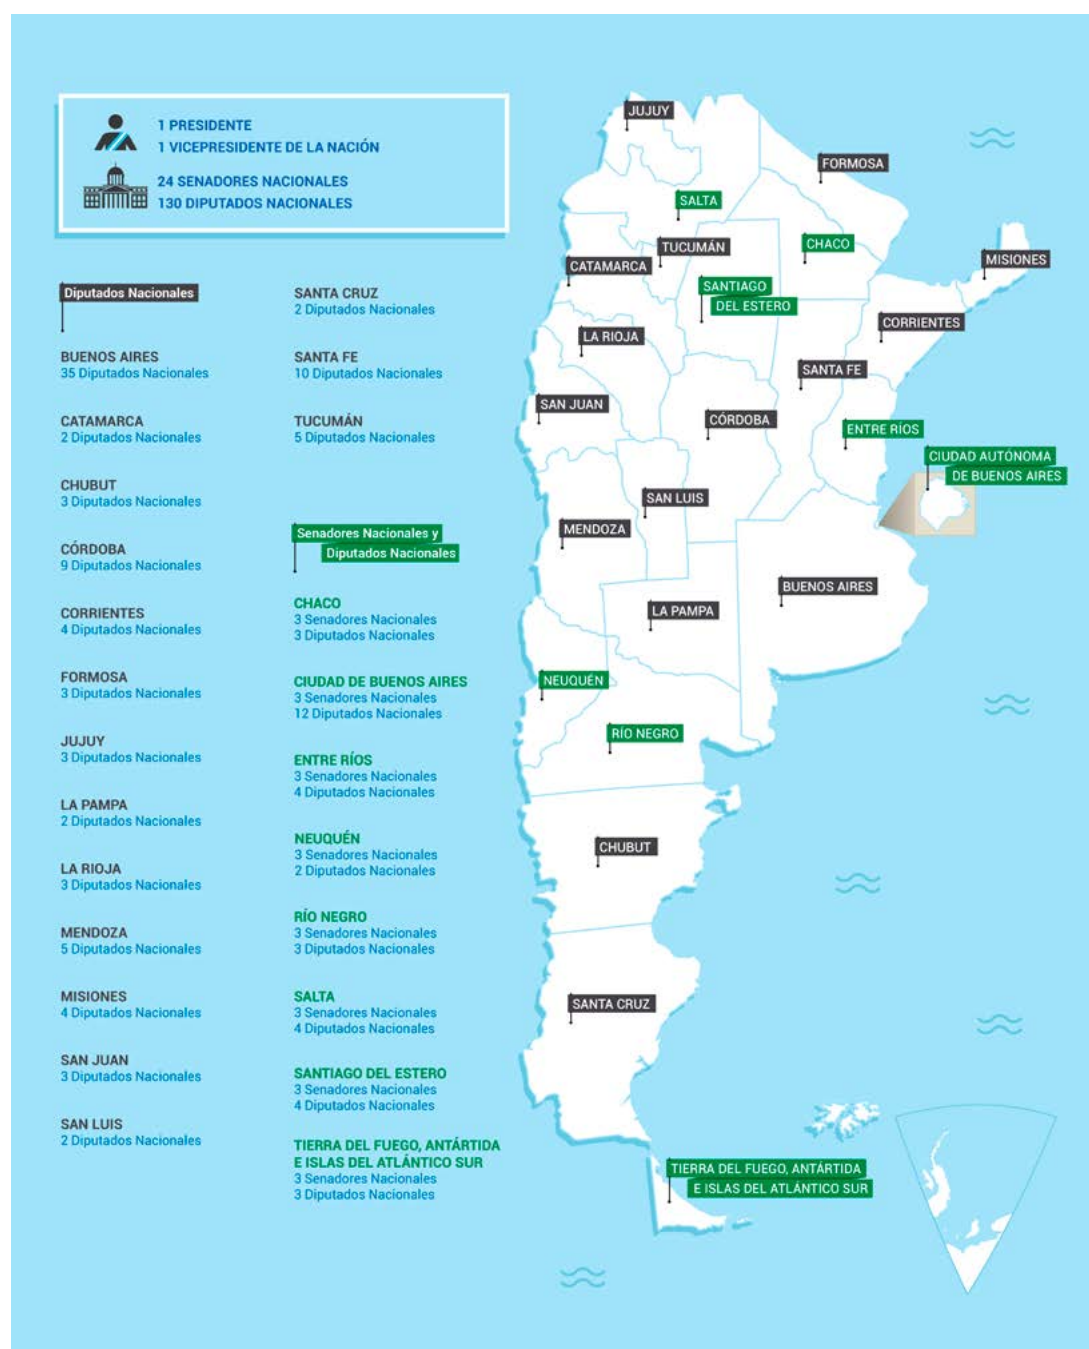 1 PRESIDENTE
1 VICEPRESIDENTE DE LA NACIÓN
24 SENADORES NACIONALES
130 DIPUTADOS NACIONALES
Diputados Nacionales
BUENOS AIRES
35 Diputados Nacionales
CATAMARCA
2 Diputados Nacionales
CHUBUT
3 Diputados Nacionales
CÓRDOBA
9 Diputados Nacionales
CORRIENTES
4 Diputados Nacionales
FORMOSA
3 Diputados Nacionales
JUJUY
3 Diputados Nacionales
LA PAMPA
2 Diputados Nacionales
LA RIOJA
3 Diputados Nacionales
MENDOZA
5 Diputados Nacionales
MISIONES
4 Diputados Nacionales
SAN JUAN
3 Diputados Nacionales
SAN LUIS
2 Diputados Nacionales
SANTA CRUZ
2 Diputados Nacionales
SANTA FE
10 Diputados Nacionales
TUCUMÁN
5 Diputados Nacionales
Senadores Nacionales y
Diputados Nacionales
CHACO
3 Senadores Nacionales
3 Diputados Nacionales
CIUDAD DE BUENOS AIRES
3 Senadores Nacionales
12 Diputados Nacionales
ENTRE RÍOS
3 Senadores Nacionales
4 Diputados Nacionales
NEUQUÉN
3 Senadores Nacionales
2 Diputados Nacionales
RÍO NEGRO
3 Senadores Nacionales
3 Diputados Nacionales
SALTA
3 Senadores Nacionales
4 Diputados Nacionales
SANTIAGO DEL ESTERO
3 Senadores Nacionales
4 Diputados Nacionales
TIERRA DEL FUEGO, ANTÁRTIDA
E ISLAS DEL ATLÁNTICO SUR
3 Senadores Nacionales
3 Diputados Nacionales
JUJUY
FORMOSA
SALTA
CHACO
TUCUMÁN
MISIONES
CATAMARCA
SANTIAGO
DEL ESTERO
CORRIENTES
LA RIOJA
SANTA FE
SAN JUAN
CÓRDOBA
ENTRE RÍOS
CIUDAD AUTÓNOMA
DE BUENOS AIRES
SAN LUIS
MENDOZA
BUENOS AIRES
LA PAMPA
NEUQUÉN
RÍO NEGRO
CHUBUT
SANTA CRUZ
TIERRA DEL FUEGO, ANTÁRTIDA
E ISLAS DEL ATLÁNTICO SUR